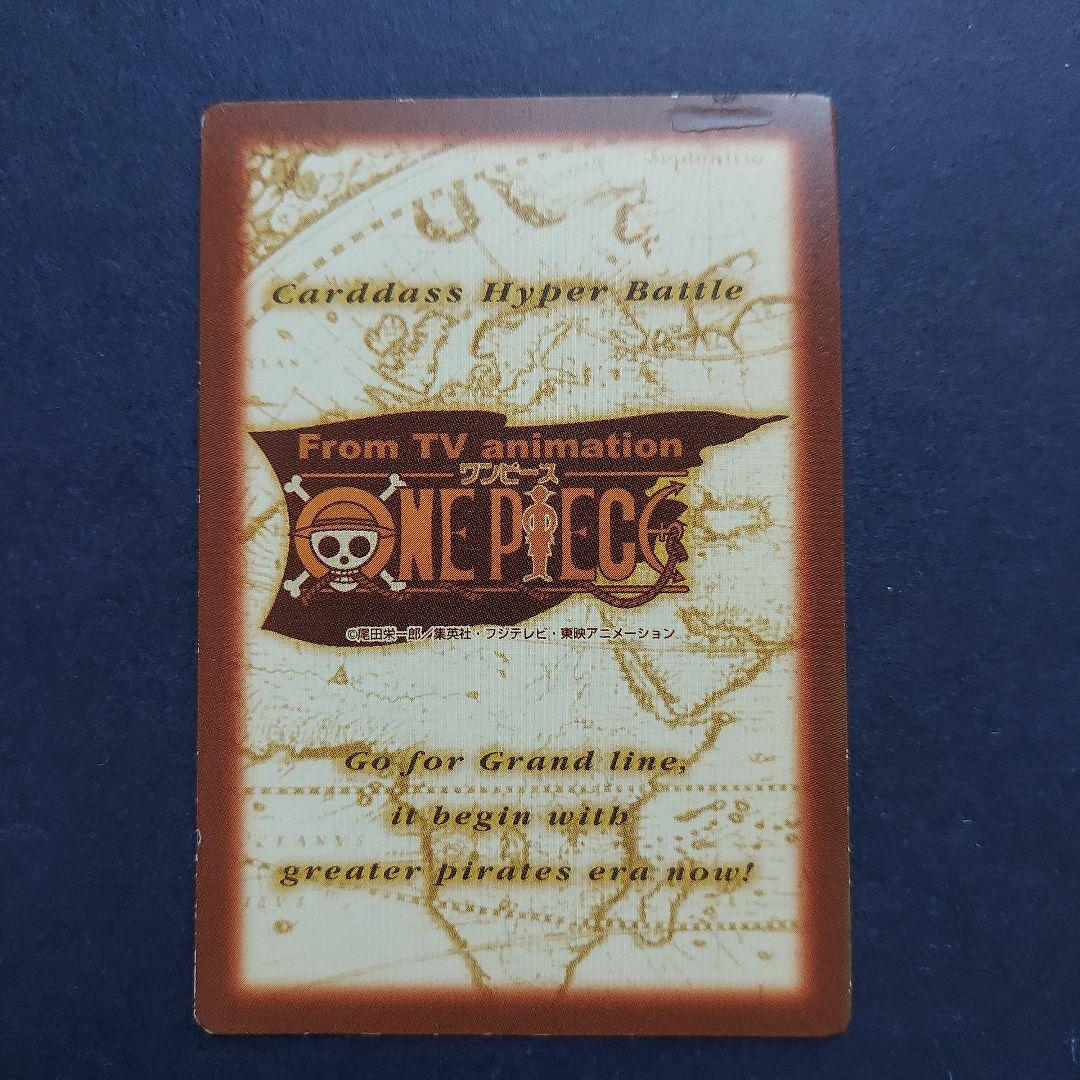 Septentrio
Carddass Hyper Battle
From TV animation
ワンピース
ONE PIECE
©尾田栄一郎／集英社・フジテレビ・東映アニメーション
Go for Grand line,
it begin with
greater pirates era now!